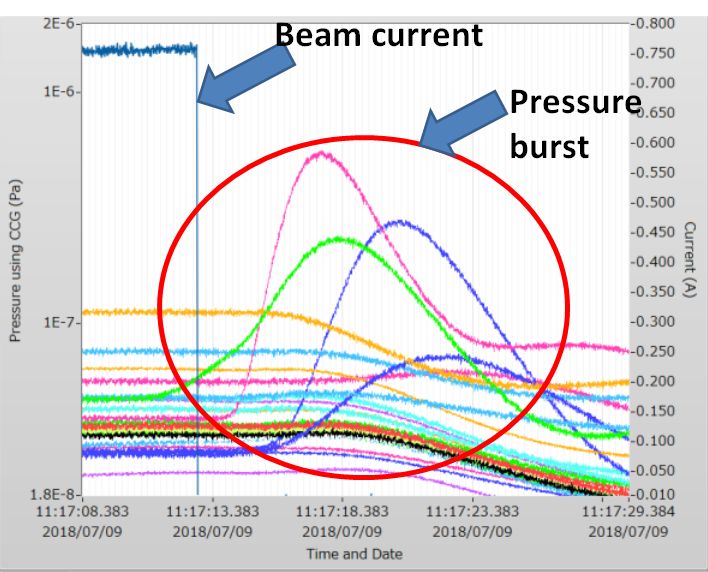 2E-6
1E-6
1E-7
1.8E-8
Pressure using CCG (Pa)
Beam current
Pressure
burst
-0.800
-0.750
-0.700
-0.650
-0.600
-0.550
-0.500
-0.450
-0.400
-0.350
-0.300
-0.250
-0.200
-0.150
-0.100
-0.050
-0.010
Current (A)
11:17:08.383 11:17:13.383 11:17:18.383 11:17:23.383 11:17:29.384
2018/07/09 2018/07/09 2018/07/09 2018/07/09 2018/07/09
Time and Date